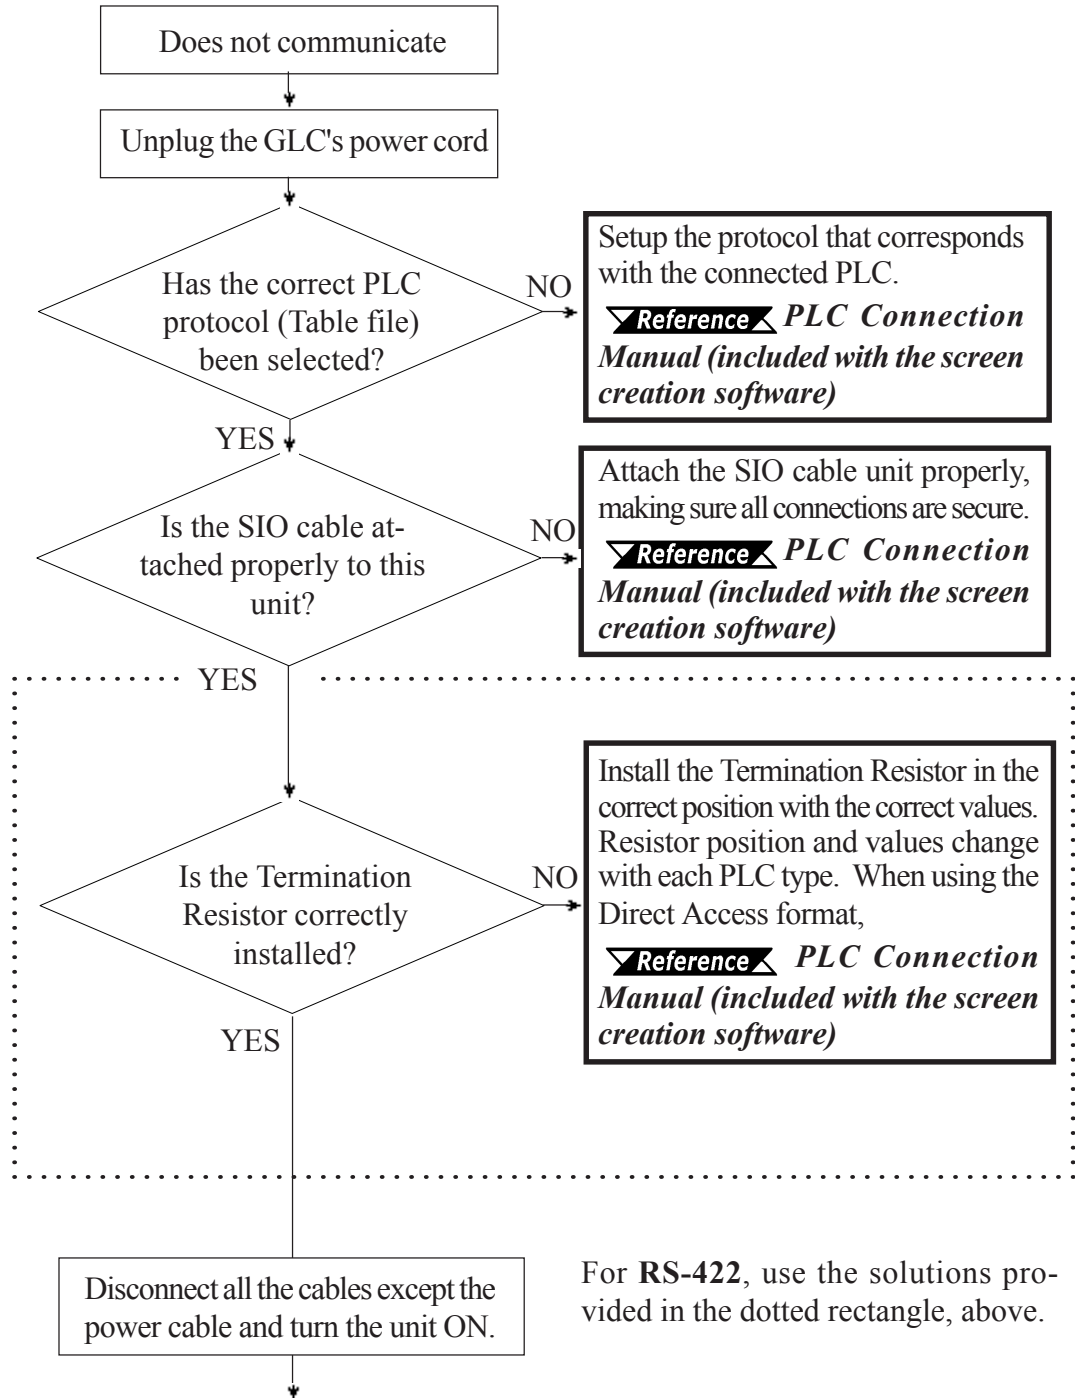 Does not communicate
Unplug the GLC's power cord
Has the correct PLC
protocol (Table file)
been selected?
NO
Setup the protocol that corresponds
with the connected PLC.
Reference PLC Connection
Manual (included with the screen
creation software)
YES
Is the SIO cable at-
tached properly to this
unit?
NO
Attach the SIO cable unit properly,
making sure all connections are secure.
Reference PLC Connection
Manual (included with the screen
creation software)
YES
Is the Termination
Resistor correctly
installed?
NO
Install the Termination Resistor in the
correct position with the correct values.
Resistor position and values change
with each PLC type. When using the
Direct Access format,
Reference PLC Connection
Manual (included with the screen
creation software)
YES
Disconnect all the cables except the
power cable and turn the unit ON.
For RS-422, use the solutions pro-
vided in the dotted rectangle, above.